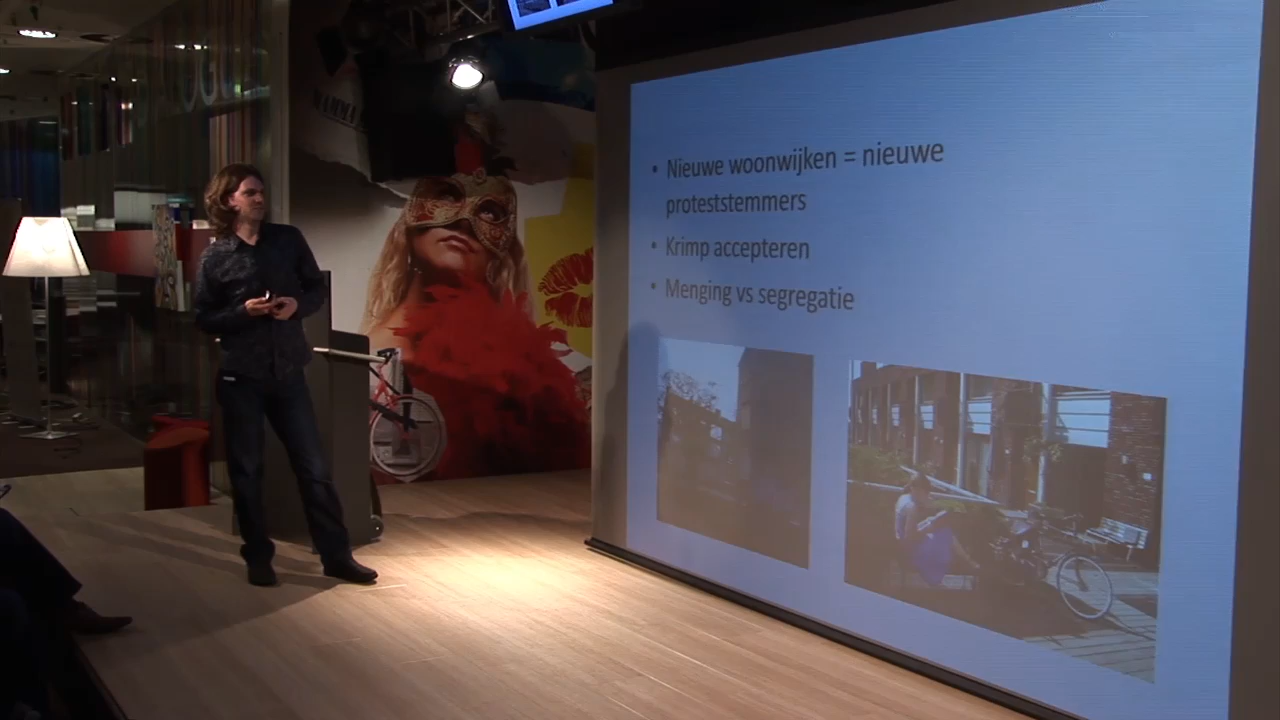 • Nieuwe woonwijken = nieuwe
proteststemmers
• Krimp accepteren
• Menging vs segregatie